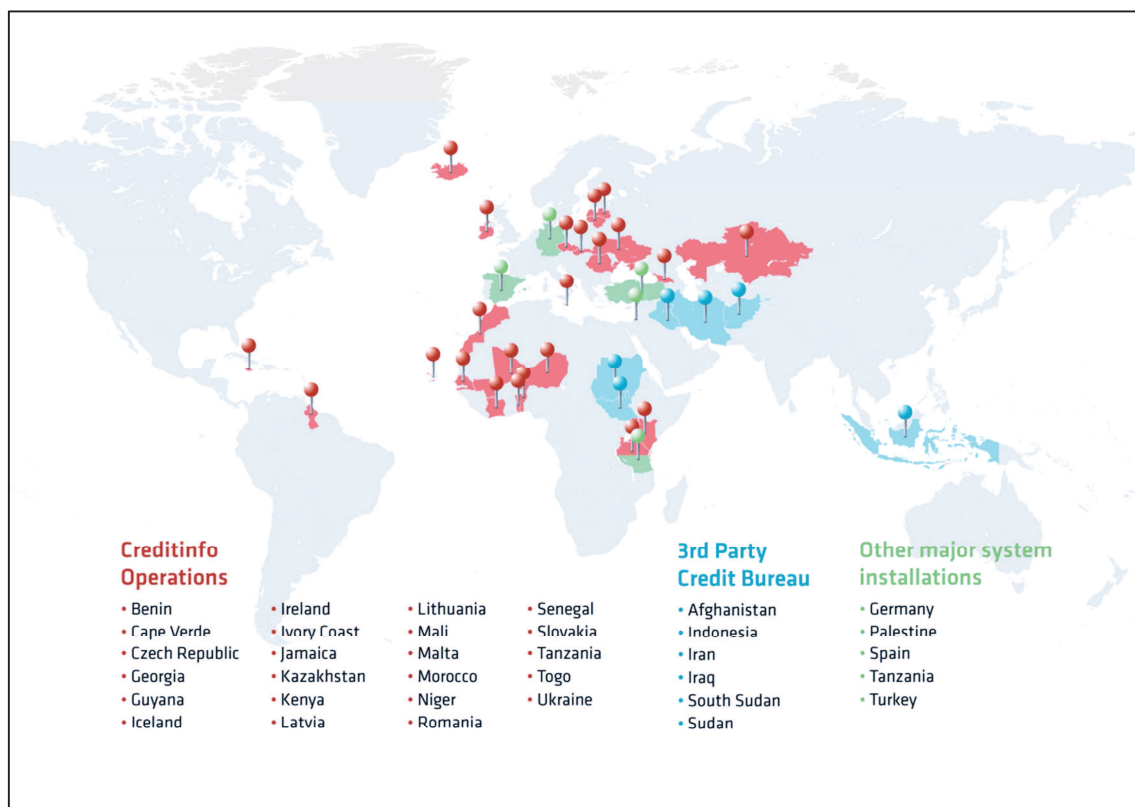 Creditinfo
Operations
• Benin
• Cape Verde
• Czech Republic
• Georgia
• Guyana
• Iceland
• Ireland
• Ivory Coast
• Jamaica
• Kazakhstan
• Kenya
• Latvia
• Lithuania
• Mali
• Malta
• Morocco
• Niger
• Romania
• Senegal
• Slovakia
• Tanzania
• Togo
• Ukraine
3rd Party
Credit Bureau
• Afghanistan
• Indonesia
• Iran
• Iraq
• South Sudan
• Sudan
Other major system
installations
• Germany
• Palestine
• Spain
• Tanzania
• Turkey